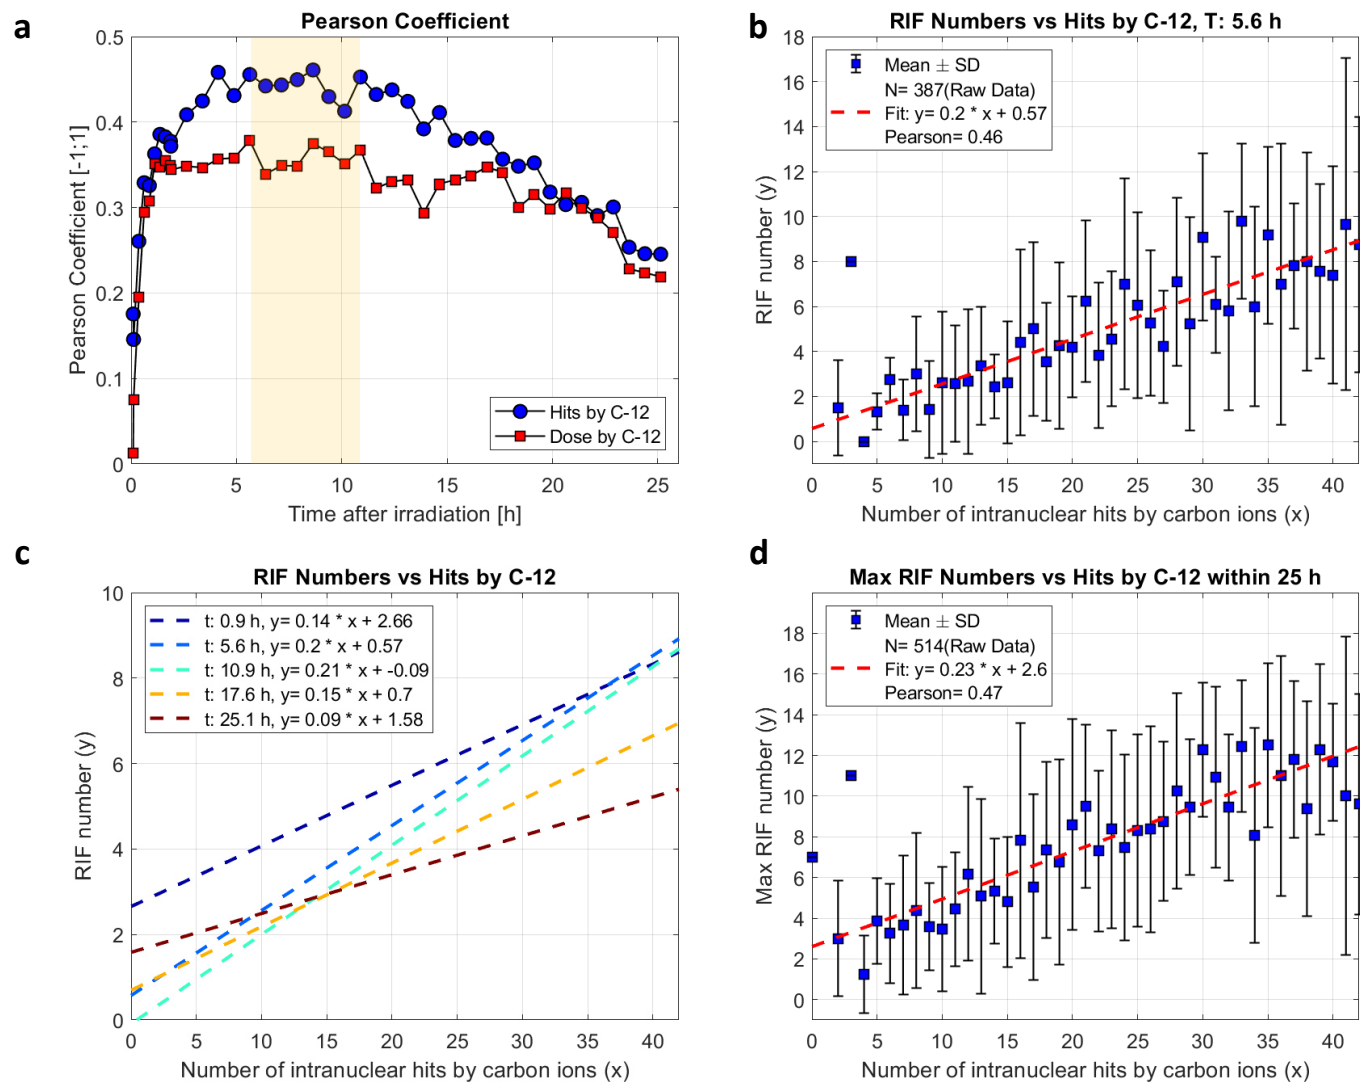 a
Pearson Coefficient
0.5
0.4
0.3
0.2
0.1
0
Pearson Coefficient [-1;1]
0
5
10
15
20
25
Time after irradiation [h]
Hits by C-12
Dose by C-12
b
RIF Numbers vs Hits by C-12, T: 5.6 h
18
16
14
12
10
8
6
4
2
0
RIF number (y)
Mean ± SD
N= 387(Raw Data)
Fit: y= 0.2 * x + 0.57
Pearson= 0.46
0
5
10
15
20
25
30
35
40
Number of intranuclear hits by carbon ions (x)
c
RIF Numbers vs Hits by C-12
10
8
6
4
2
0
RIF number (y)
t: 0.9 h, y= 0.14 * x + 2.66
t: 5.6 h, y= 0.2 * x + 0.57
t: 10.9 h, y= 0.21 * x + -0.09
t: 17.6 h, y= 0.15 * x + 0.7
t: 25.1 h, y= 0.09 * x + 1.58
0
5
10
15
20
25
30
35
40
Number of intranuclear hits by carbon ions (x)
d
Max RIF Numbers vs Hits by C-12 within 25 h
18
16
14
12
10
8
6
4
2
0
Max RIF number (y)
Mean ± SD
N= 514(Raw Data)
Fit: y= 0.23 * x + 2.6
Pearson= 0.47
0
5
10
15
20
25
30
35
40
Number of intranuclear hits by carbon ions (x)